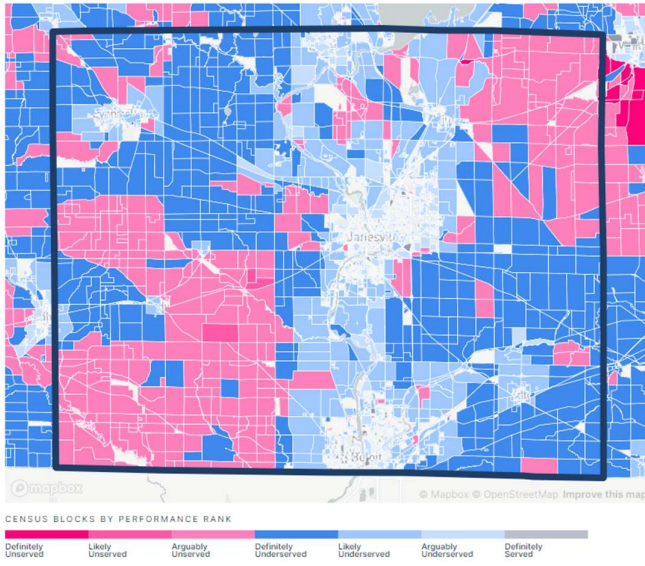 Janesville
Beloit
mapbox
© Mapbox © OpenStreetMap Improve this map
CENSUS BLOCKS BY PERFORMANCE RANK
Definitely Unserved
Likely Unserved
Arguably Unserved
Definitely Underserved
Likely Underserved
Arguably Underserved
Definitely Served